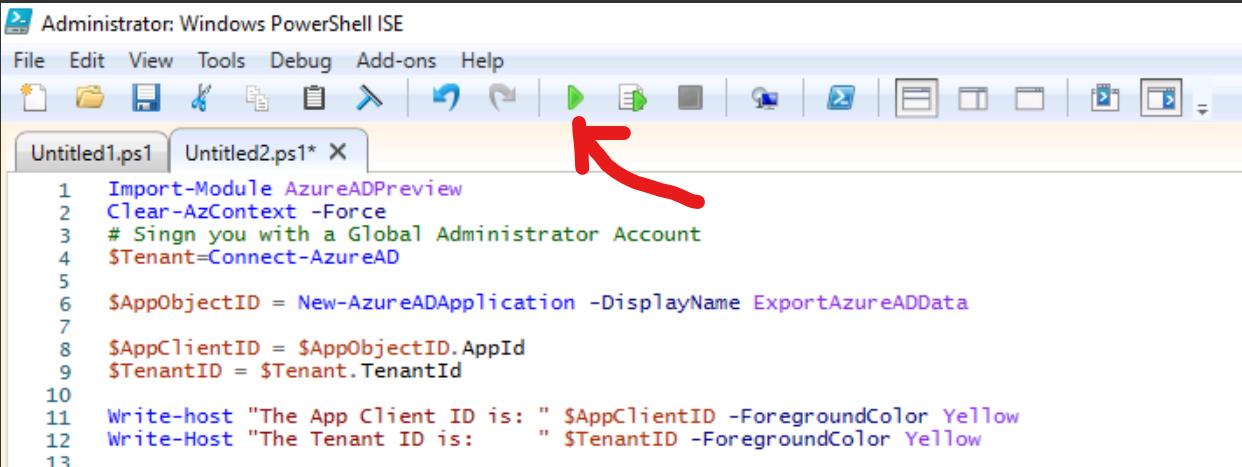 Administrator: Windows PowerShell ISE
File Edit View Tools Debug Add-ons Help
Untitled1.ps1 Untitled2.ps1* X
1 Import-Module AzureADPreview
2 Clear-AzContext -Force
3 # Singn you with a Global Administrator Account
4 $Tenant=Connect-AzureAD
5
6 $AppObjectID = New-AzureADApplication -DisplayName ExportAzureADData
7
8 $AppClientID = $AppObjectID.AppId
9 $TenantID = $Tenant.TenantId
10
11 Write-host "The App Client ID is: " $AppClientID -ForegroundColor Yellow
12 Write-Host "The Tenant ID is:     " $TenantID -ForegroundColor Yellow
13